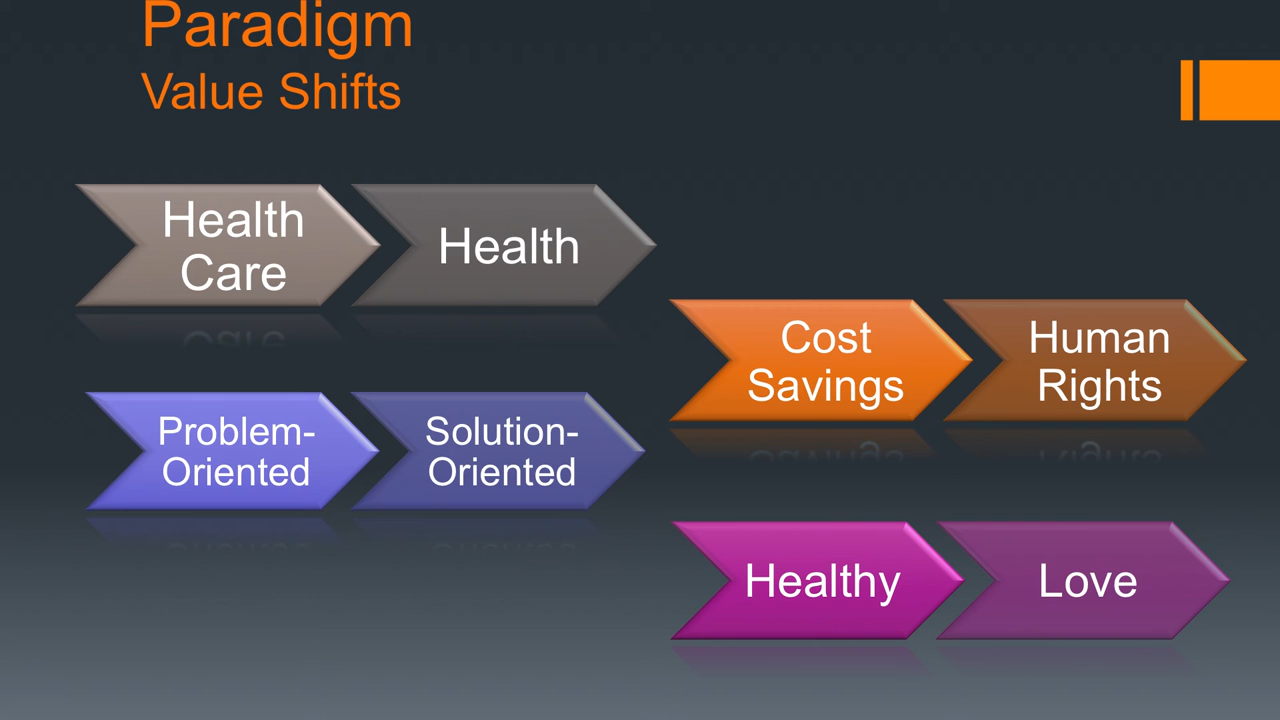 Paradigm
Value Shifts
Health
Care
Health
Cost
Savings
Human
Rights
Problem-
Oriented
Solution-
Oriented
Healthy
Love